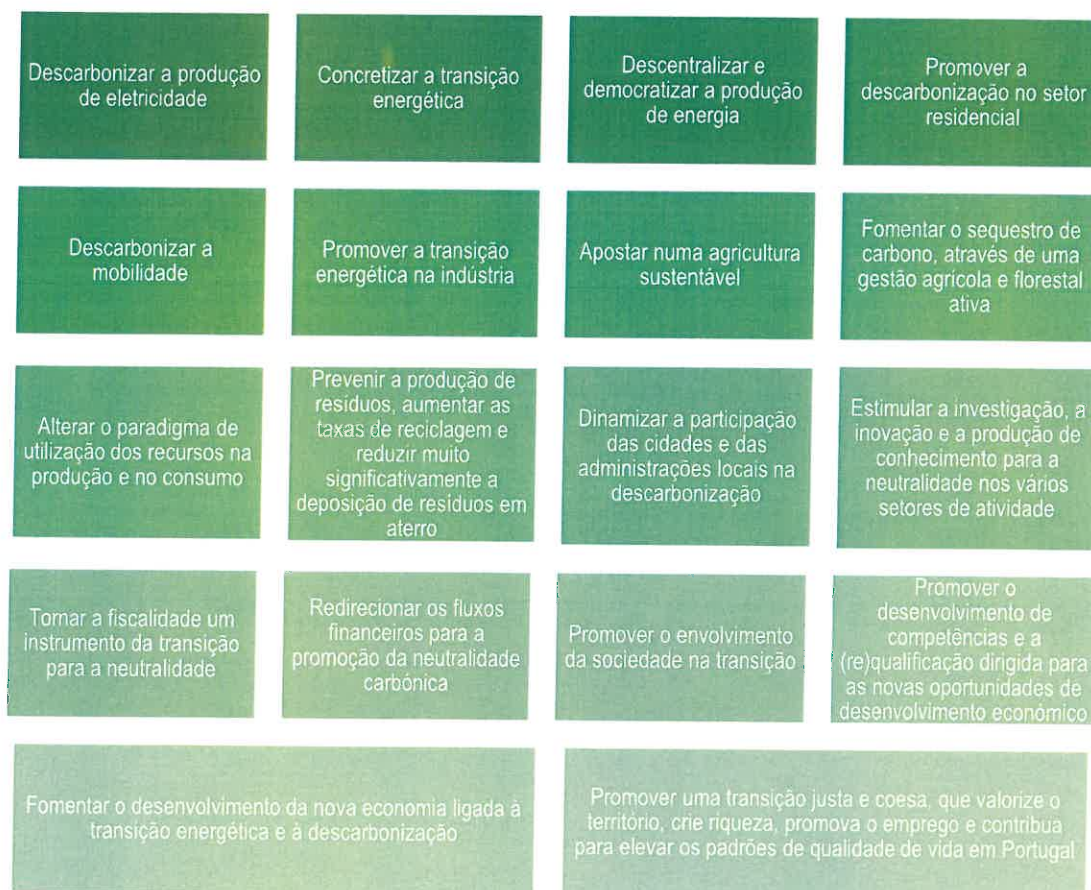 Descarbonizar a produção
de eletricidade
Concretizar a transição
energética
Descentralizar e
democratizar a produção
de energia
Promover a
descarbonização no setor
residencial
Descarbonizar a
mobilidade
Promover a transição
energética na indústria
Apostar numa agricultura
sustentável
Fomentar o sequestro de
carbono, através de uma
gestão agrícola e florestal
ativa
Alterar o paradigma de
utilização dos recursos na
produção e no consumo
Prevenir a produção de
resíduos, aumentar as
taxas de reciclagem e
reduzir muito
significativamente a
deposição de resíduos em
aterro
Dinamizar a participação
das cidades e das
administrações locais na
descarbonização
Estimular a investigação, a
inovação e a produção de
conhecimento para a
neutralidade nos vários
setores de atividade
Tornar a fiscalidade um
instrumento da transição
para a neutralidade
Redirecionar os fluxos
financeiros para a
promoção da neutralidade
carbónica
Promover o envolvimento
da sociedade na transição
Promover o
desenvolvimento de
competências e a
(re)qualificação dirigida para
as novas oportunidades de
desenvolvimento económico
Fomentar o desenvolvimento da nova economia ligada à
transição energética e à descarbonização
Promover uma transição justa e coesa, que valorize o
território, crie riqueza, promova o emprego e contribua
para elevar os padrões de qualidade de vida em Portugal